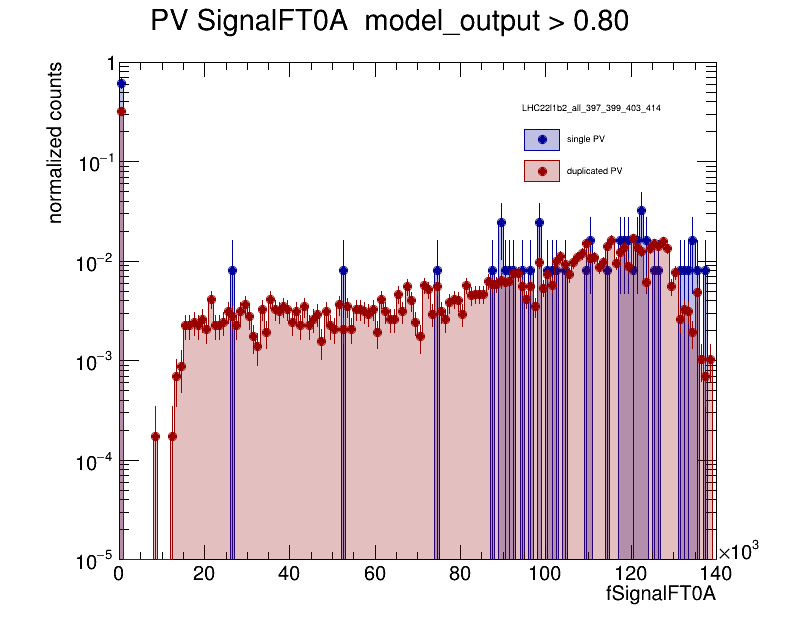 PV SignalFT0A model_output > 0.80
normalized counts
1
10−1
10−2
10−3
10−4
10−5
LHC22l1b2_all_397_399_403_414
single PV
duplicated PV
0 20 40 60 80 100 120 140
×103
fSignalFT0A